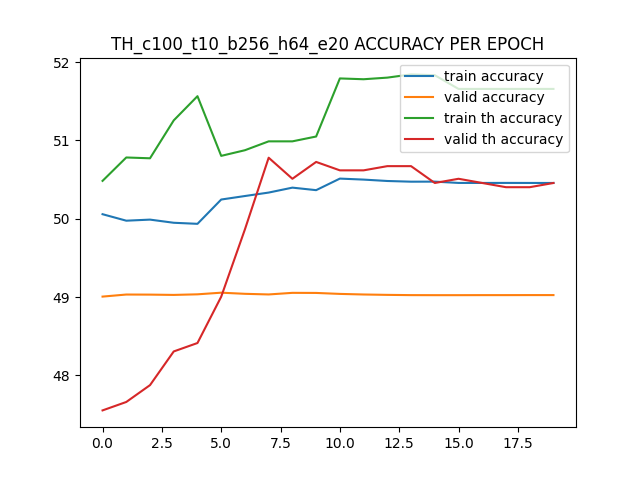 TH_c100_t10_b256_h64_e20 ACCURACY PER EPOCH
52
51
50
49
48
train accuracy
valid accuracy
train th accuracy
valid th accuracy
0.0 2.5 5.0 7.5 10.0 12.5 15.0 17.5